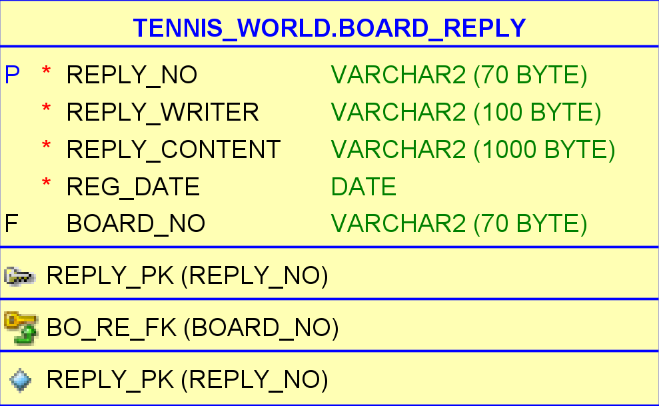 TENNIS_WORLD.BOARD_REPLY
P * REPLY_NO VARCHAR2 (70 BYTE)
* REPLY_WRITER VARCHAR2 (100 BYTE)
* REPLY_CONTENT VARCHAR2 (1000 BYTE)
* REG_DATE DATE
F BOARD_NO VARCHAR2 (70 BYTE)
REPLY_PK (REPLY_NO)
BO_RE_FK (BOARD_NO)
REPLY_PK (REPLY_NO)